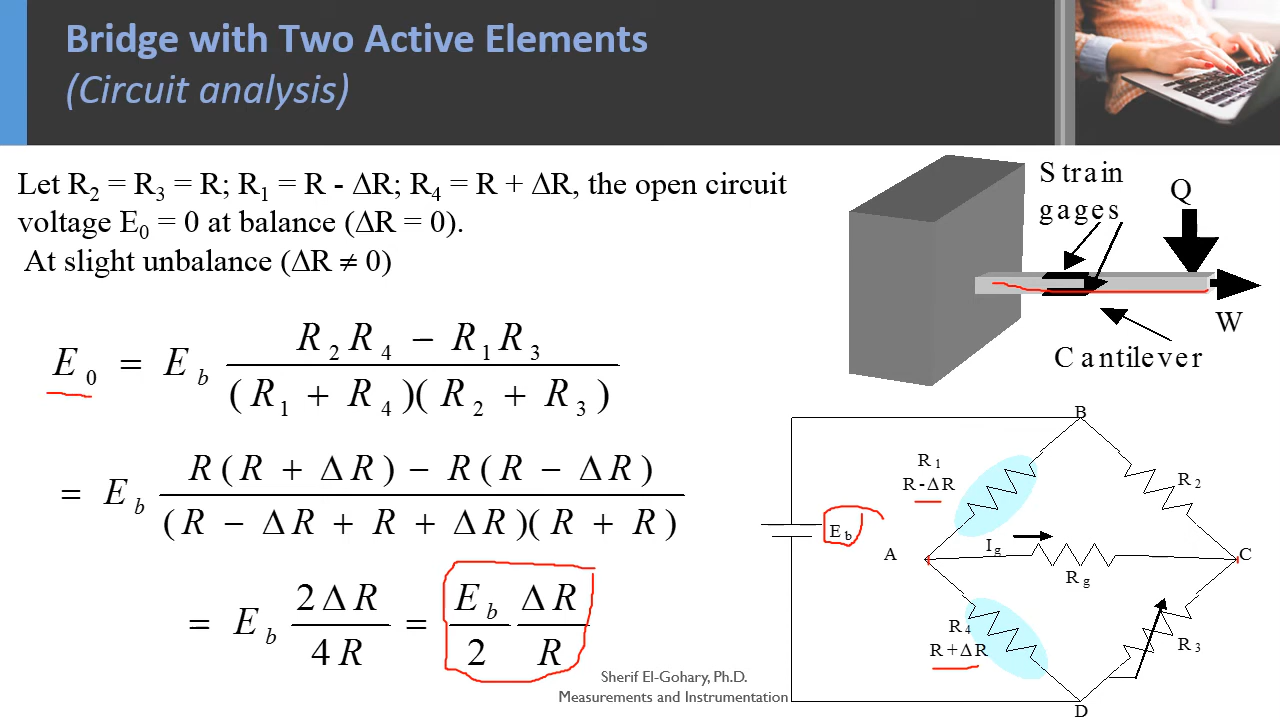 Bridge with Two Active Elements
(Circuit analysis)
Let R₂ = R₃ = R; R₁ = R - ΔR; R₄ = R + ΔR, the open circuit
voltage E₀ = 0 at balance (ΔR = 0).
At slight unbalance (ΔR ≠ 0)
E₀ = E_b (R₂R₄ − R₁R₃) / ((R₁ + R₄)(R₂ + R₃))
= E_b (R(R + ΔR) − R(R − ΔR)) / ((R − ΔR + R + ΔR)(R + R))
= E_b 2ΔR / 4R = E_b / 2 ΔR / R
Strain
gages
Q
W
Cantilever
B
R₁
R-ΔR
R₂
E_b
A
I_g
R_g
C
R₄
R+ΔR
R₃
D
Sherif El-Gohary, Ph.D.
Measurements and Instrumentation